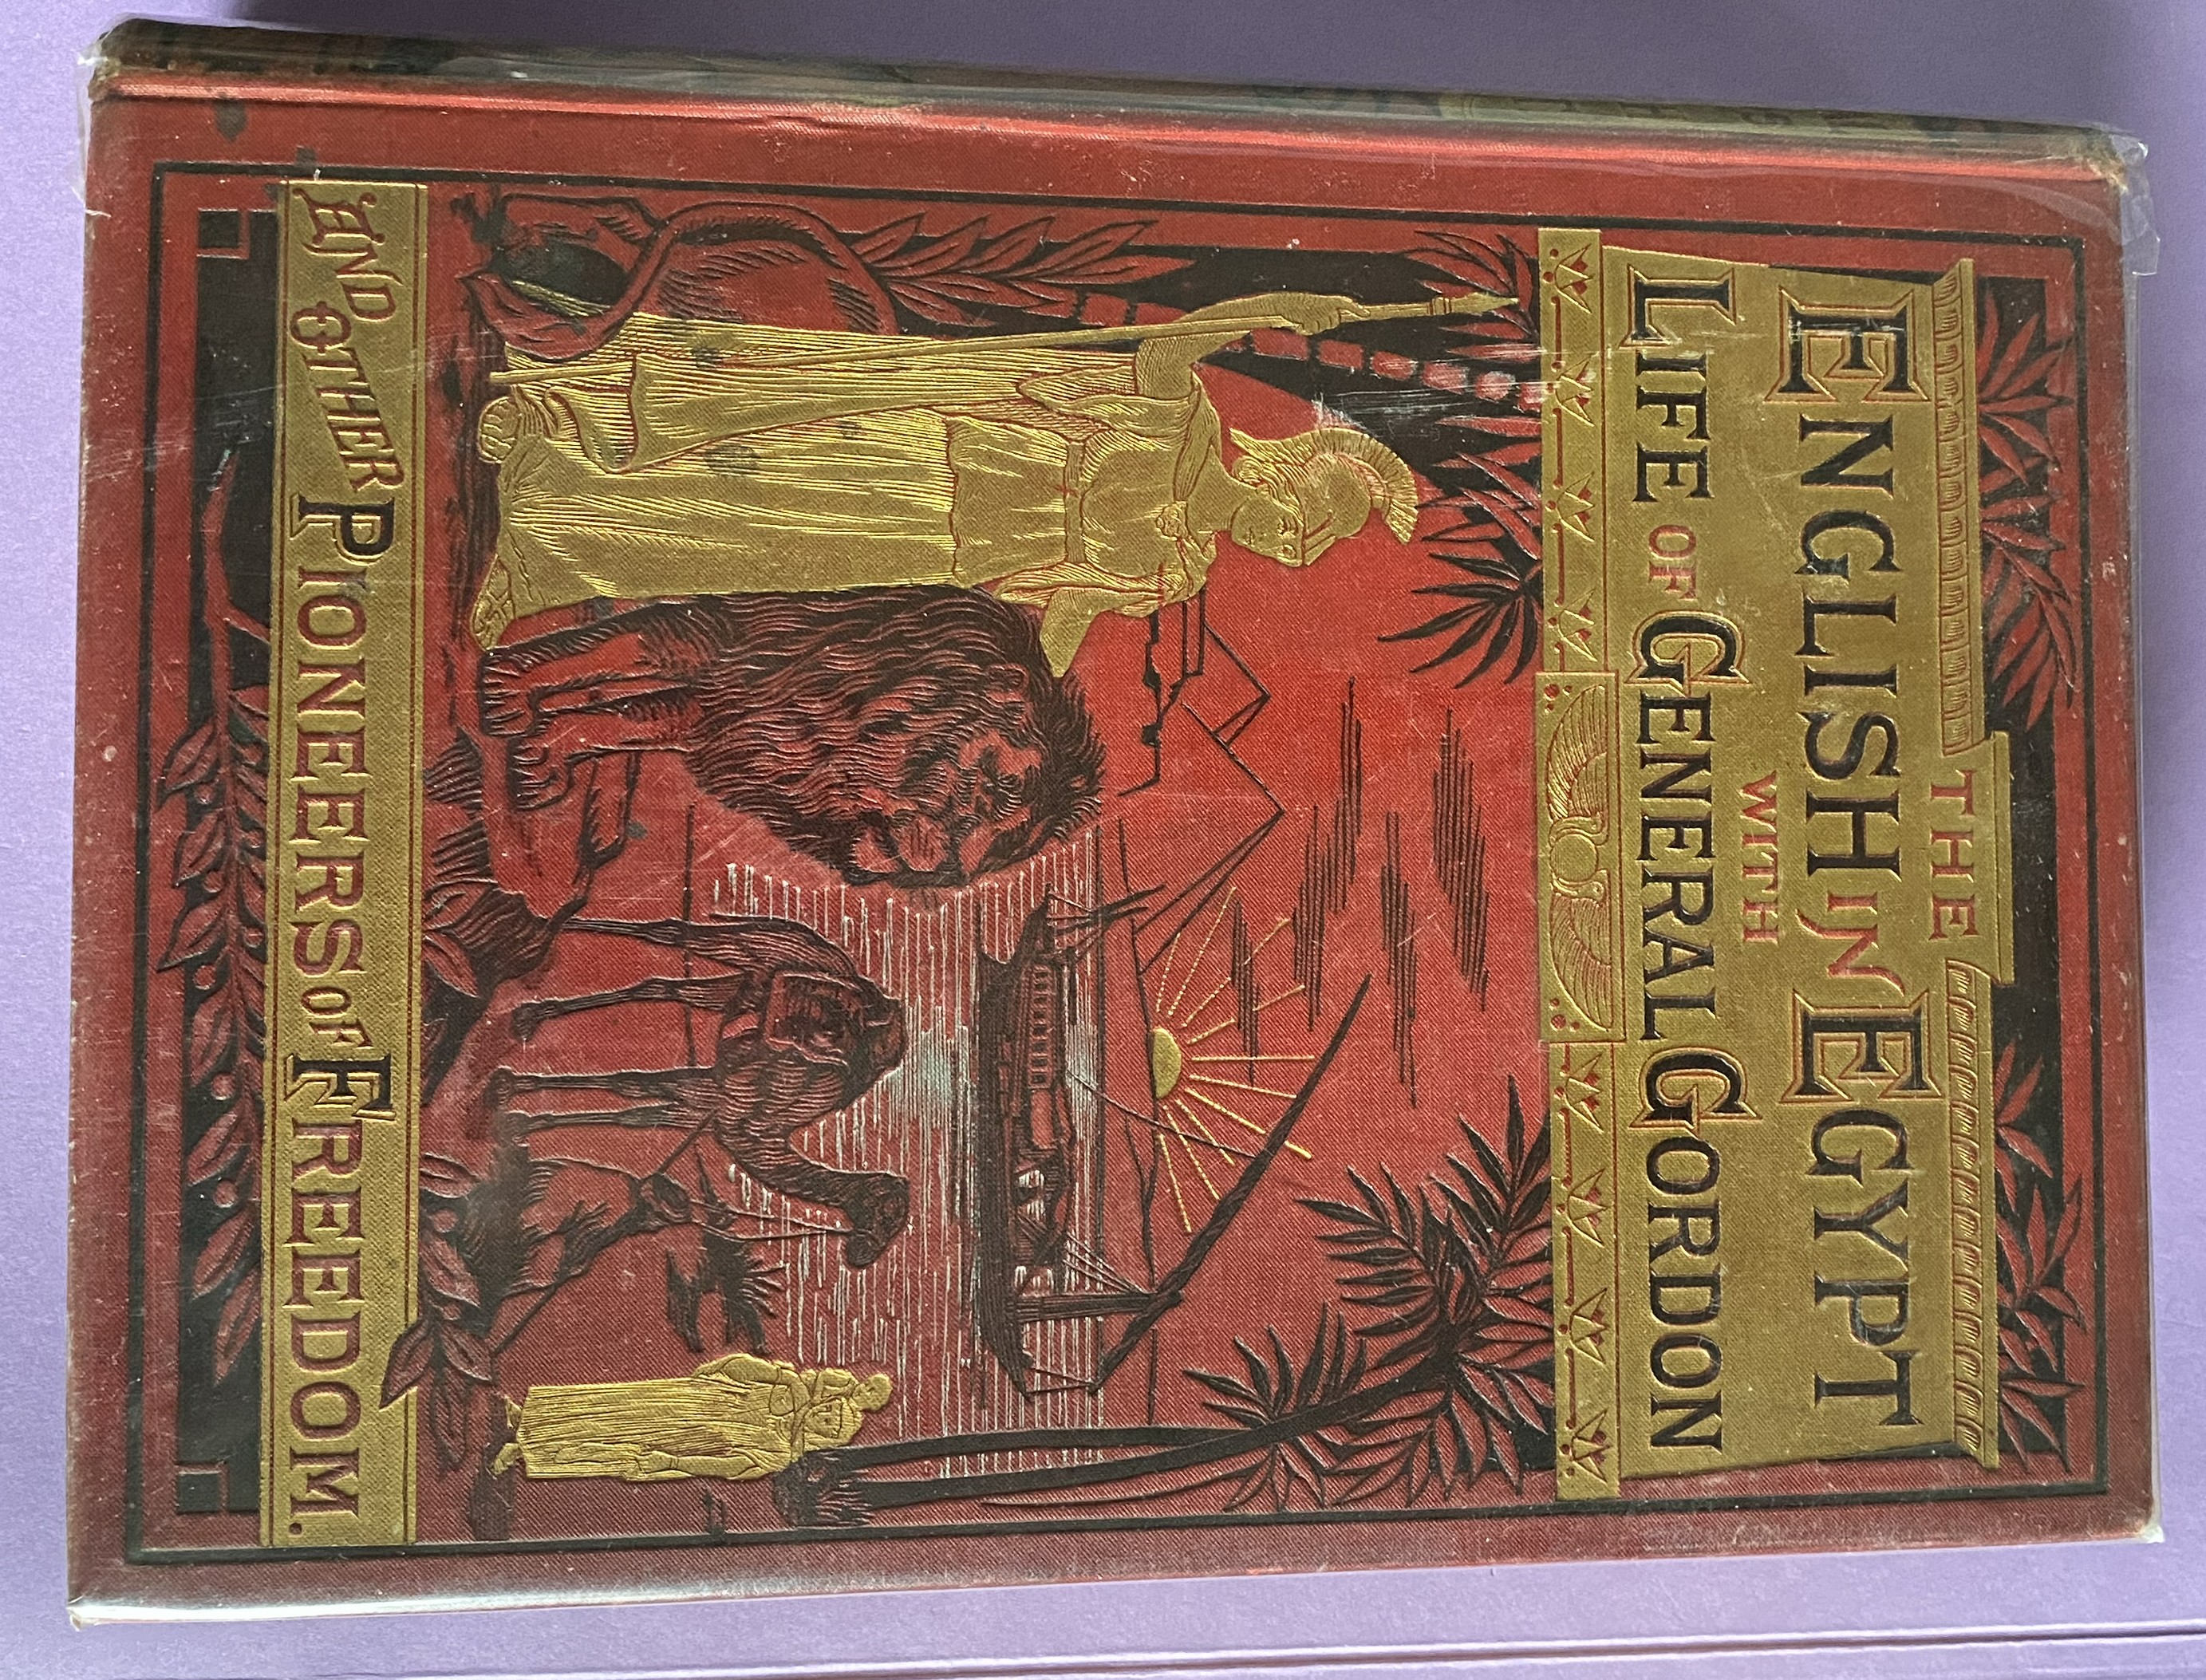 THE
ENGLISH IN EGYPT
WITH
LIFE OF GENERAL GORDON
AND OTHER PIONEERS OF FREEDOM.